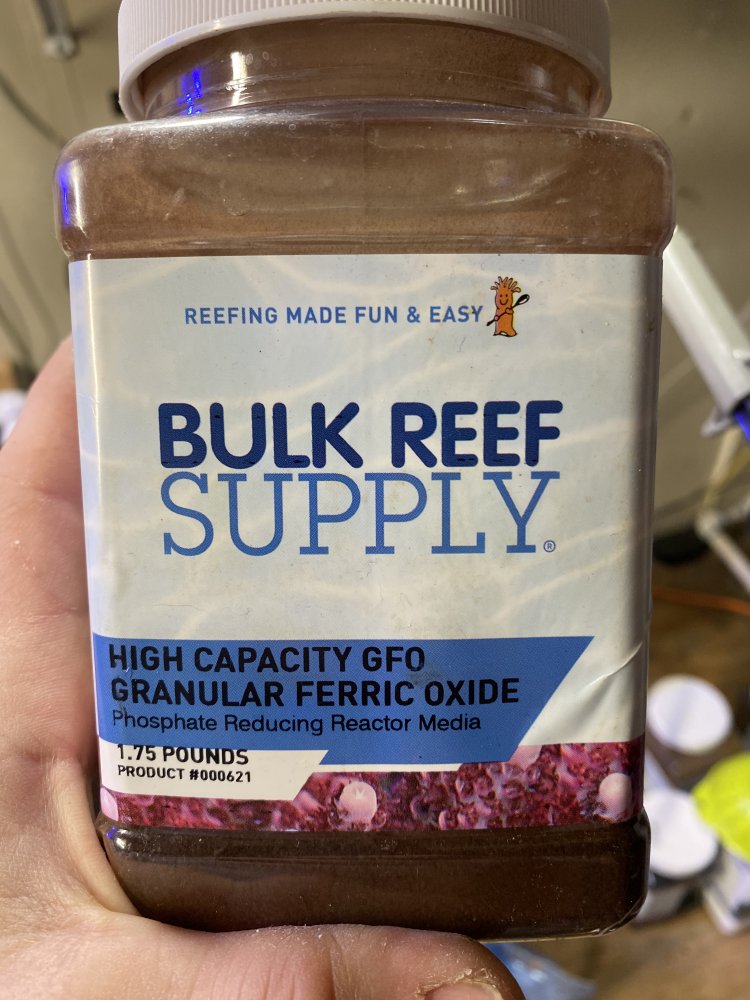 REEFING MADE FUN & EASY
BULK REEF
SUPPLY®
HIGH CAPACITY GFO
GRANULAR FERRIC OXIDE
Phosphate Reducing Reactor Media
1.75 POUNDS
PRODUCT #000621